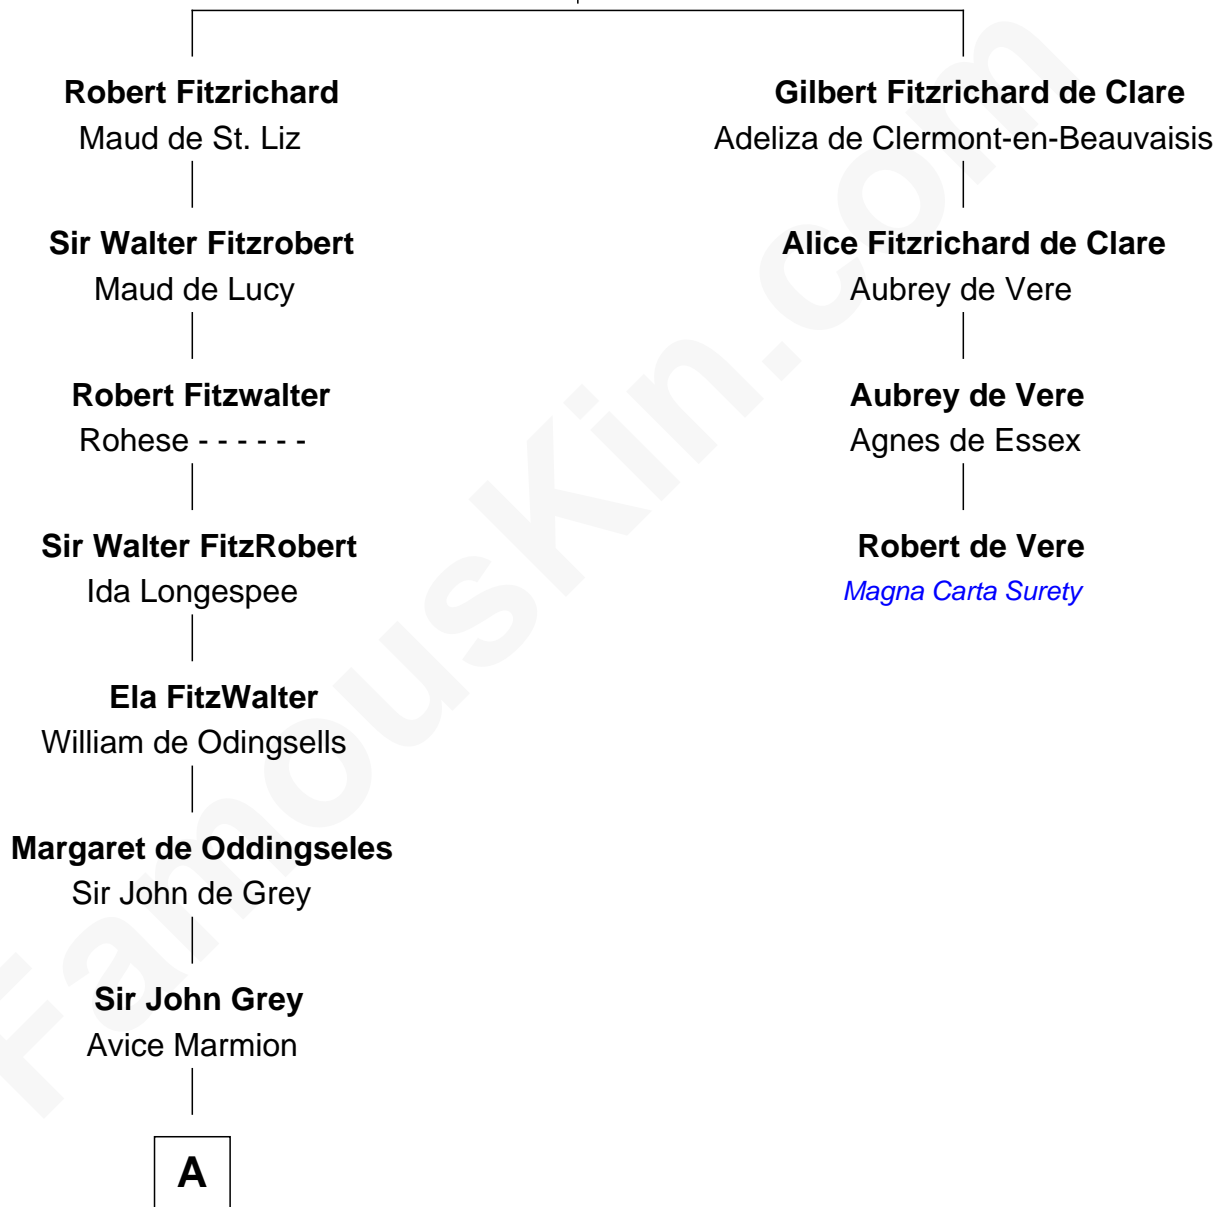 Robert Fitzrichard
Maud de St. Liz
Sir Walter Fitzrobert
Maud de Lucy
Robert Fitzwalter
Rohese - - - - - -
Sir Walter FitzRobert
Ida Longespee
Ela FitzWalter
William de Odingsells
Margaret de Oddingseles
Sir John de Grey
Sir John Grey
Avice Marmion
A
Gilbert Fitzrichard de Clare
Adeliza de Clermont-en-Beauvaisis
Alice Fitzrichard de Clare
Aubrey de Vere
Aubrey de Vere
Agnes de Essex
Robert de Vere
Magna Carta Surety
FamousKin.com